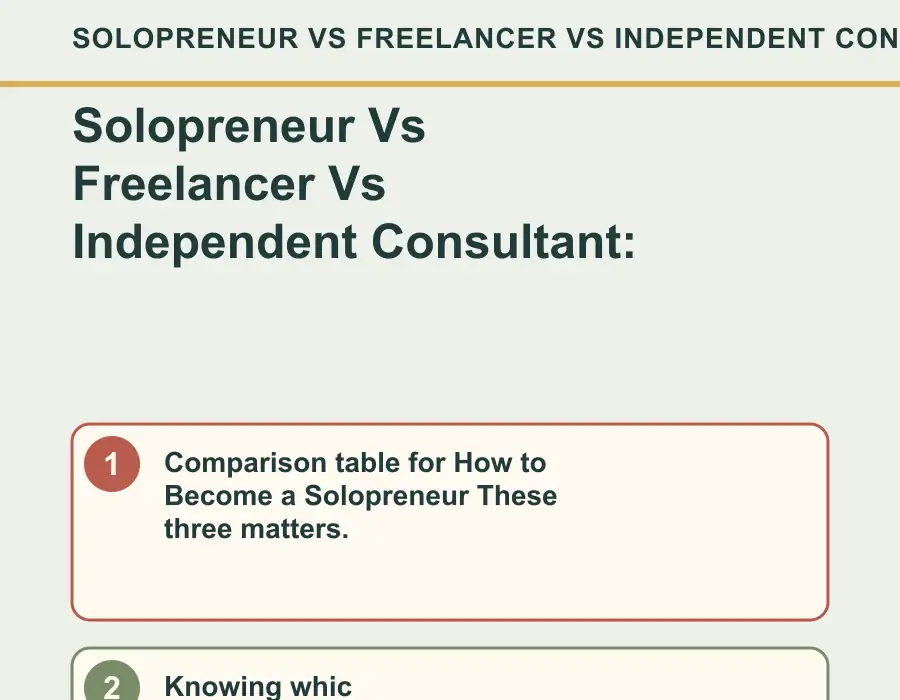 SOLOPRENEUR VS FREELANCER VS INDEPENDENT CON
Solopreneur Vs
Freelancer Vs
Independent Consultant:
1
Comparison table for How to
Become a Solopreneur These
three matters.
2
Knowing whic